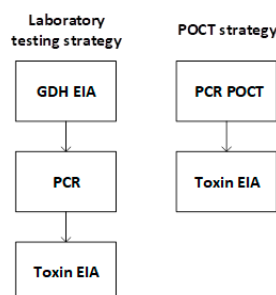 Laboratory
testing strategy
GDH EIA
PCR
Toxin EIA
POCT strategy
PCR POCT
Toxin EIA